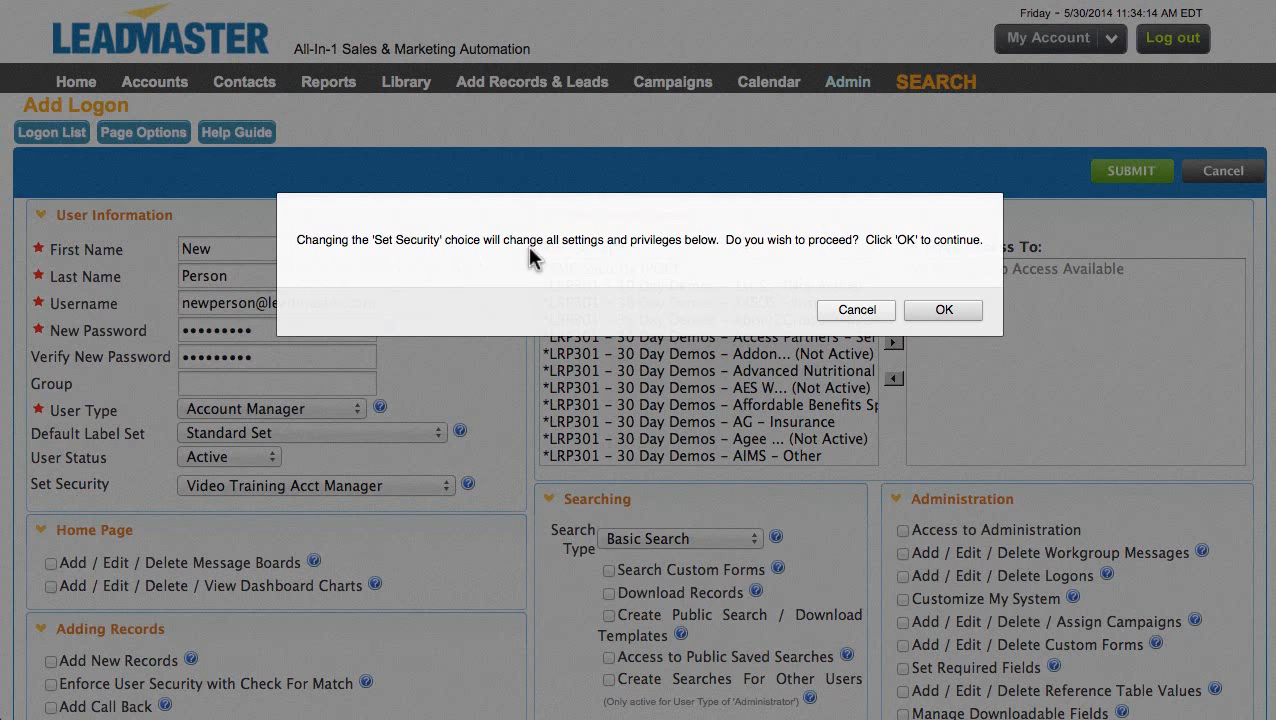 Friday - 5/30/2014 11:34:14 AM EDT
LEADMASTER
All-In-1 Sales & Marketing Automation
My Account
Log out
Home Accounts Contacts Reports Library Add Records & Leads Campaigns Calendar Admin SEARCH
Add Logon
Logon List Page Options Help Guide
SUBMIT Cancel
Changing the 'Set Security' choice will change all settings and privileges below. Do you wish to proceed? Click 'OK' to continue.
Cancel OK
User Information
First Name New
Last Name Person
Username newperson@leadmaster.com
New Password •••••••••
Verify New Password •••••••••
Group
User Type Account Manager
Default Label Set Standard Set
User Status Active
Set Security Video Training Acct Manager
To:
Access Available
*LRP301 - 30 Day Demos - Access Partners - Ser
*LRP301 - 30 Day Demos - Addon... (Not Active)
*LRP301 - 30 Day Demos - Advanced Nutritional
*LRP301 - 30 Day Demos - AES W... (Not Active)
*LRP301 - 30 Day Demos - Affordable Benefits Sp
*LRP301 - 30 Day Demos - AG - Insurance
*LRP301 - 30 Day Demos - Agee ... (Not Active)
*LRP301 - 30 Day Demos - AIMS - Other
Home Page
Add / Edit / Delete Message Boards
Add / Edit / Delete / View Dashboard Charts
Adding Records
Add New Records
Enforce User Security with Check For Match
Add Call Back
Searching
Search Type Basic Search
Search Custom Forms
Download Records
Create Public Search / Download
Templates
Access to Public Saved Searches
Create Searches For Other Users
(Only active for User Type of 'Administrator')
Administration
Access to Administration
Add / Edit / Delete Workgroup Messages
Add / Edit / Delete Logons
Customize My System
Add / Edit / Delete / Assign Campaigns
Add / Edit / Delete Custom Forms
Set Required Fields
Add / Edit / Delete Reference Table Values
Manage Downloadable Fields